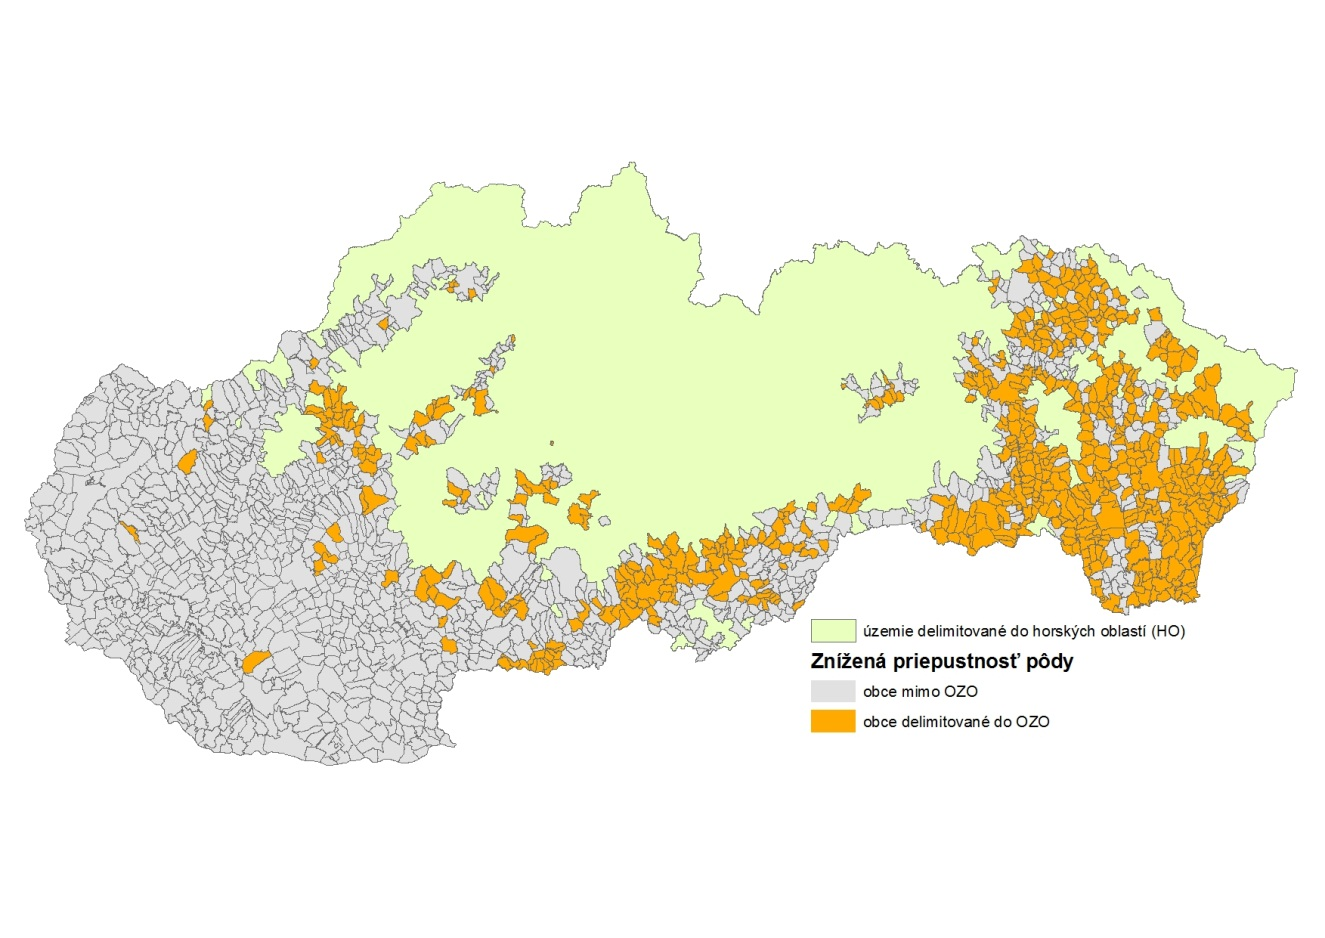 územie delimitované do horských oblastí (HO)
Znížená priepustnosť pôdy
obce mimo OZO
obce delimitované do OZO